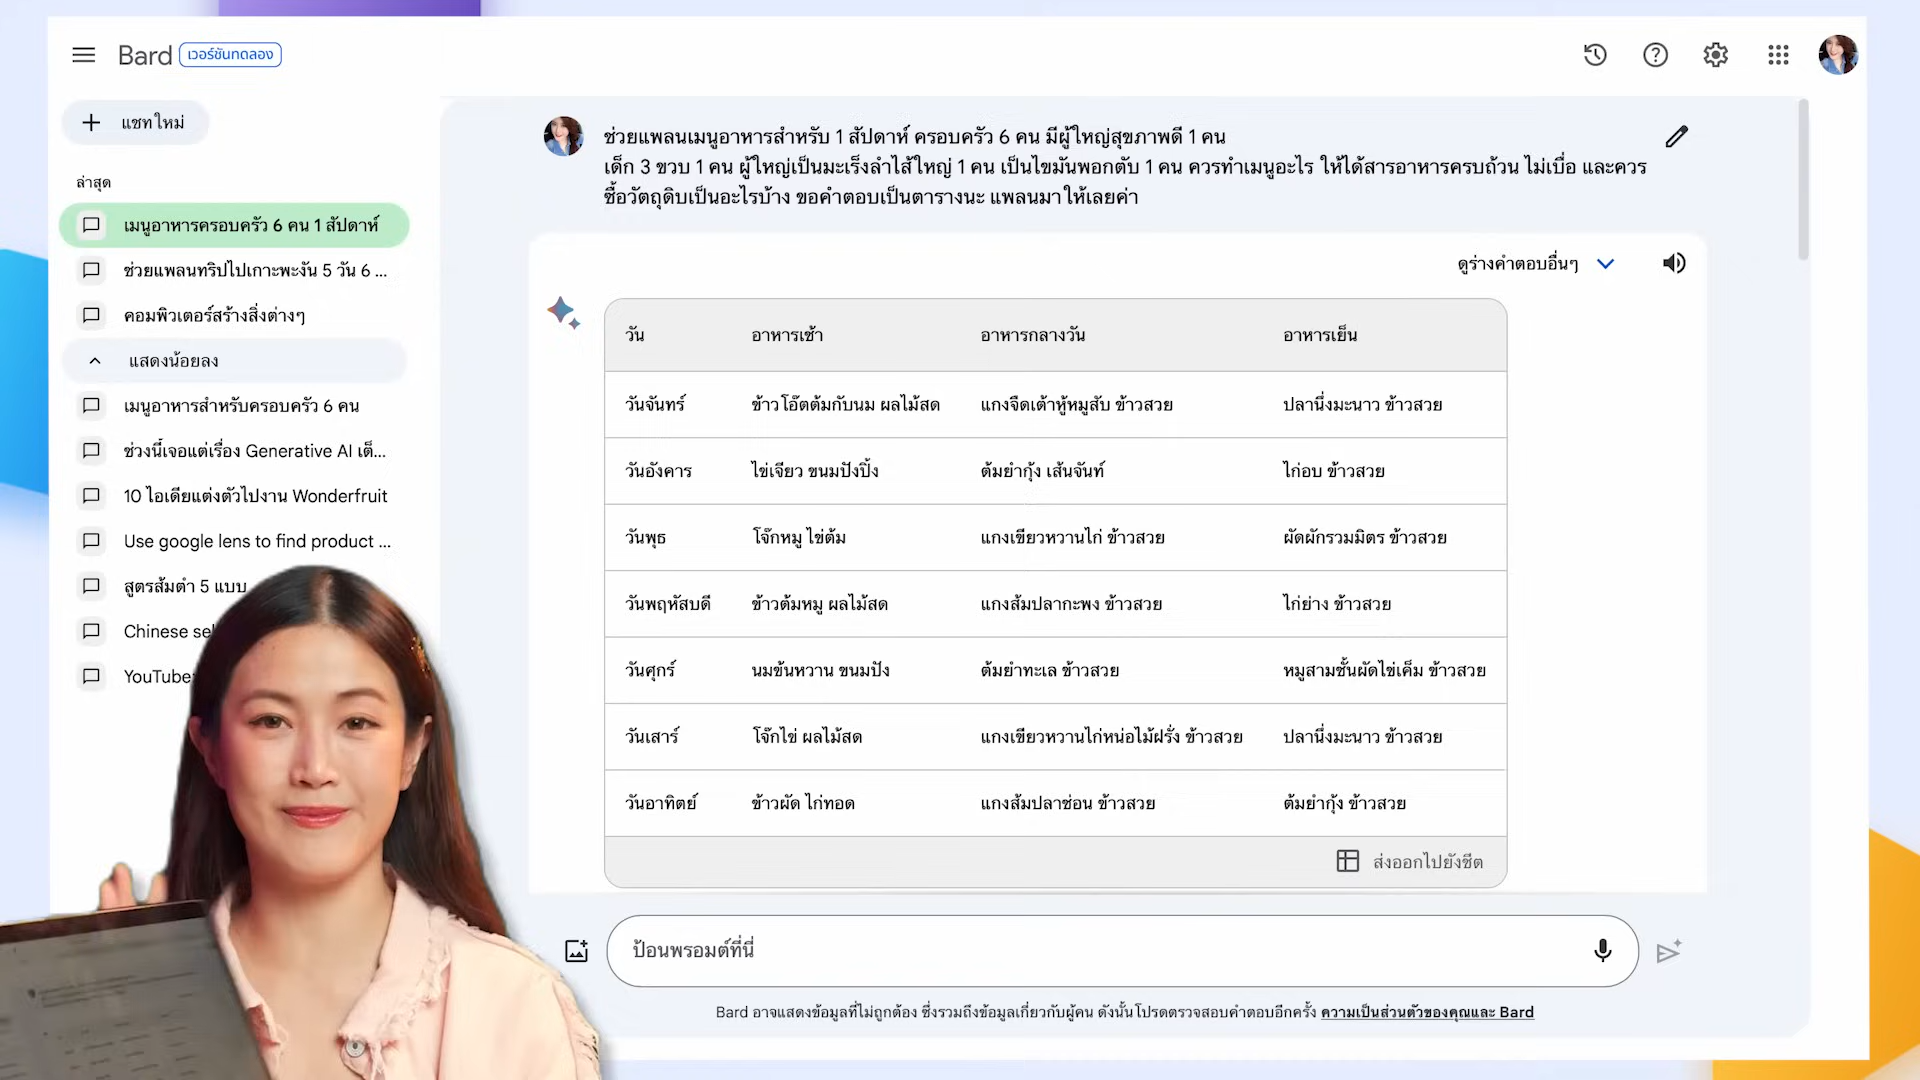 Bard เวอร์ชันทดลอง
แชทใหม่
ล่าสุด
เมนูอาหารครอบครัว 6 คน 1 สัปดาห์
ช่วยแพลนทริปไปเกาะพะงัน 5 วัน 6 ...
คอมพิวเตอร์สร้างสิ่งต่างๆ
แสดงน้อยลง
เมนูอาหารสำหรับครอบครัว 6 คน
ช่วงนี้เจอแต่เรื่อง Generative AI เต็...
10 ไอเดียแต่งตัวไปงาน Wonderfruit
Use google lens to find product ...
สูตรส้มตำ 5 แบบ
Chinese sel
YouTube
ช่วยแพลนเมนูอาหารสำหรับ 1 สัปดาห์ ครอบครัว 6 คน มีผู้ใหญ่สุขภาพดี 1 คน
เด็ก 3 ขวบ 1 คน ผู้ใหญ่เป็นมะเร็งลำไส้ใหญ่ 1 คน เป็นไขมันพอกตับ 1 คน ควรทำเมนูอะไร ให้ได้สารอาหารครบถ้วน ไม่เบื่อ และควร
ซื้อวัตถุดิบเป็นอะไรบ้าง ขอคำตอบเป็นตารางนะ แพลนมาให้เลยค่า
ดูร่างคำตอบอื่นๆ
วัน อาหารเช้า อาหารกลางวัน อาหารเย็น
วันจันทร์ ข้าวโอ๊ตต้มกับนม ผลไม้สด แกงจืดเต้าหู้หมูสับ ข้าวสวย ปลานึ่งมะนาว ข้าวสวย
วันอังคาร ไข่เจียว ขนมปังปิ้ง ต้มยำกุ้ง เส้นจันท์ ไก่อบ ข้าวสวย
วันพุธ โจ๊กหมู ไข่ต้ม แกงเขียวหวานไก่ ข้าวสวย ผัดผักรวมมิตร ข้าวสวย
วันพฤหัสบดี ข้าวต้มหมู ผลไม้สด แกงส้มปลากะพง ข้าวสวย ไก่ย่าง ข้าวสวย
วันศุกร์ นมข้นหวาน ขนมปัง ต้มยำทะเล ข้าวสวย หมูสามชั้นผัดไข่เค็ม ข้าวสวย
วันเสาร์ โจ๊กไข่ ผลไม้สด แกงเขียวหวานไก่หน่อไม้ฝรั่ง ข้าวสวย ปลานึ่งมะนาว ข้าวสวย
วันอาทิตย์ ข้าวผัด ไก่ทอด แกงส้มปลาช่อน ข้าวสวย ต้มยำกุ้ง ข้าวสวย
ส่งออกไปยังชีต
ป้อนพรอมต์ที่นี่
Bard อาจแสดงข้อมูลที่ไม่ถูกต้อง ซึ่งรวมถึงข้อมูลเกี่ยวกับผู้คน ดังนั้นโปรดตรวจสอบคำตอบอีกครั้ง ความเป็นส่วนตัวของคุณและ Bard